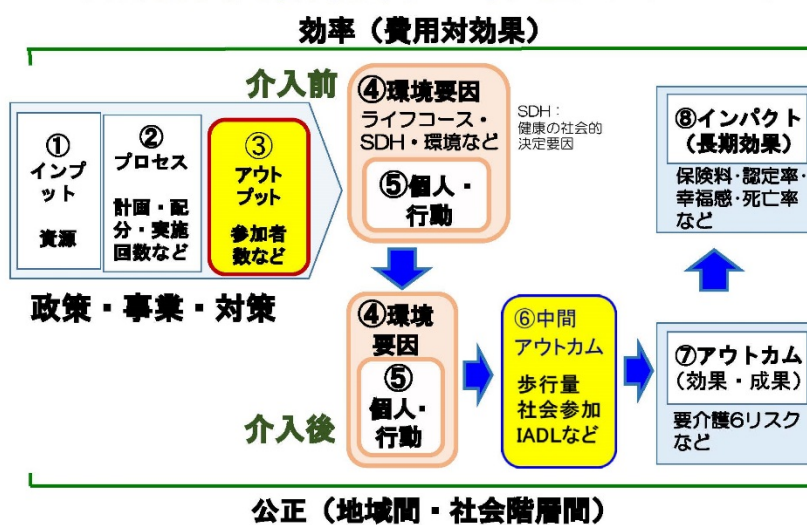 効率（費用対効果）
介入前
①
インプ
ット
資源
②
プロセス
計画・配
分・実施
回数など
③
アウト
プット
参加者
数など
政策・事業・対策
④環境要因
ライフコース・
SDH・環境など
⑤個人・
行動
SDH：
健康の社会的
決定要因
介入後
④環境
要因
⑤
個人・
行動
⑥中間
アウトカム
歩行量
社会参加
IADLなど
⑦アウトカム
(効果・成果)
要介護6リスク
など
⑧インパクト
(長期効果)
保険料・認定率・
幸福感・死亡率
など
公正（地域間・社会階層間）